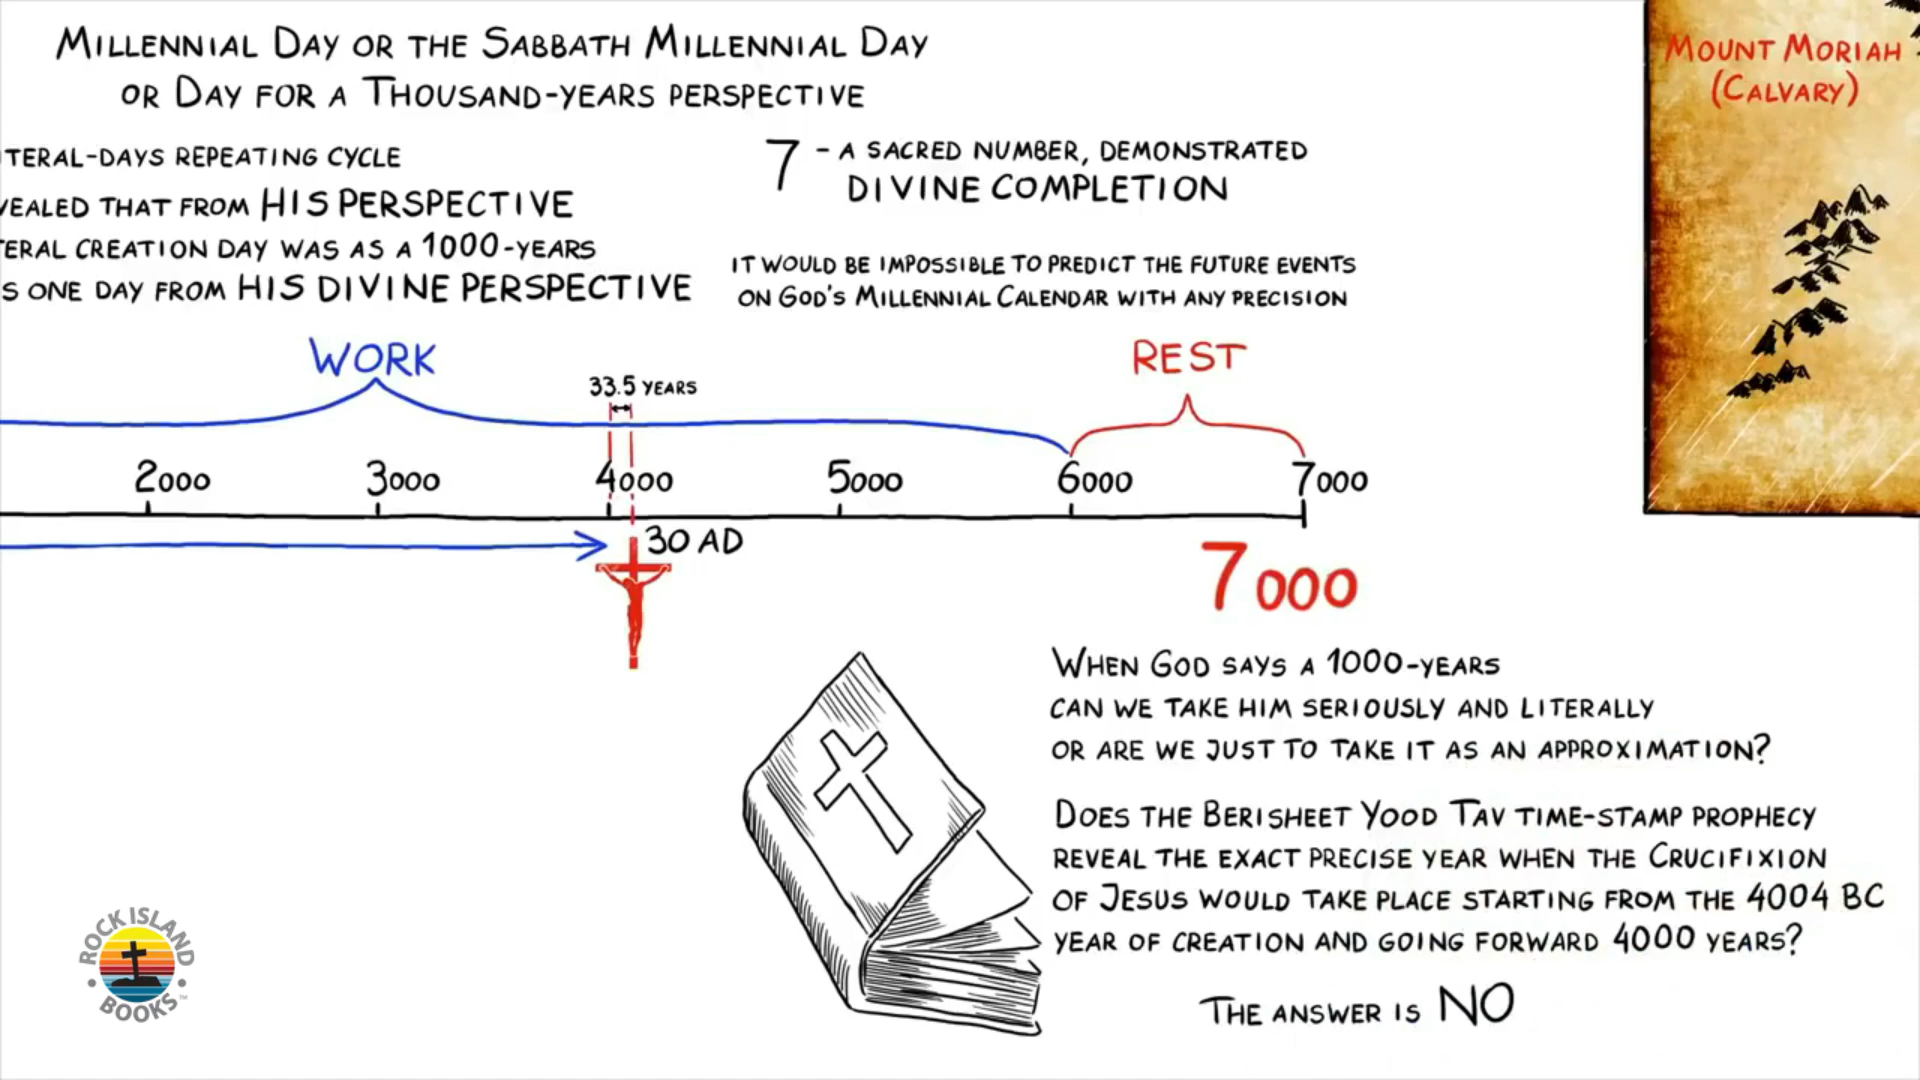 MILLENNIAL DAY OR THE SABBATH MILLENNIAL DAY
OR DAY FOR A THOUSAND-YEARS PERSPECTIVE
TERAL-DAYS REPEATING CYCLE
VEALED THAT FROM HIS PERSPECTIVE
TERAL CREATION DAY WAS AS A 1000-YEARS
S ONE DAY FROM HIS DIVINE PERSPECTIVE
7 - A SACRED NUMBER, DEMONSTRATED
DIVINE COMPLETION
IT WOULD BE IMPOSSIBLE TO PREDICT THE FUTURE EVENTS
ON GOD'S MILLENNIAL CALENDAR WITH ANY PRECISION
MOUNT MORIAH
(CALVARY)
WORK
33.5 YEARS
REST
2000 3000 4000 5000 6000 7000
30 AD
7000
WHEN GOD SAYS A 1000-YEARS
CAN WE TAKE HIM SERIOUSLY AND LITERALLY
OR ARE WE JUST TO TAKE IT AS AN APPROXIMATION?
DOES THE BERISHEET YOOD TAV TIME-STAMP PROPHECY
REVEAL THE EXACT PRECISE YEAR WHEN THE CRUCIFIXION
OF JESUS WOULD TAKE PLACE STARTING FROM THE 4004 BC
YEAR OF CREATION AND GOING FORWARD 4000 YEARS?
THE ANSWER IS NO
ROCK ISLAND
BOOKS™